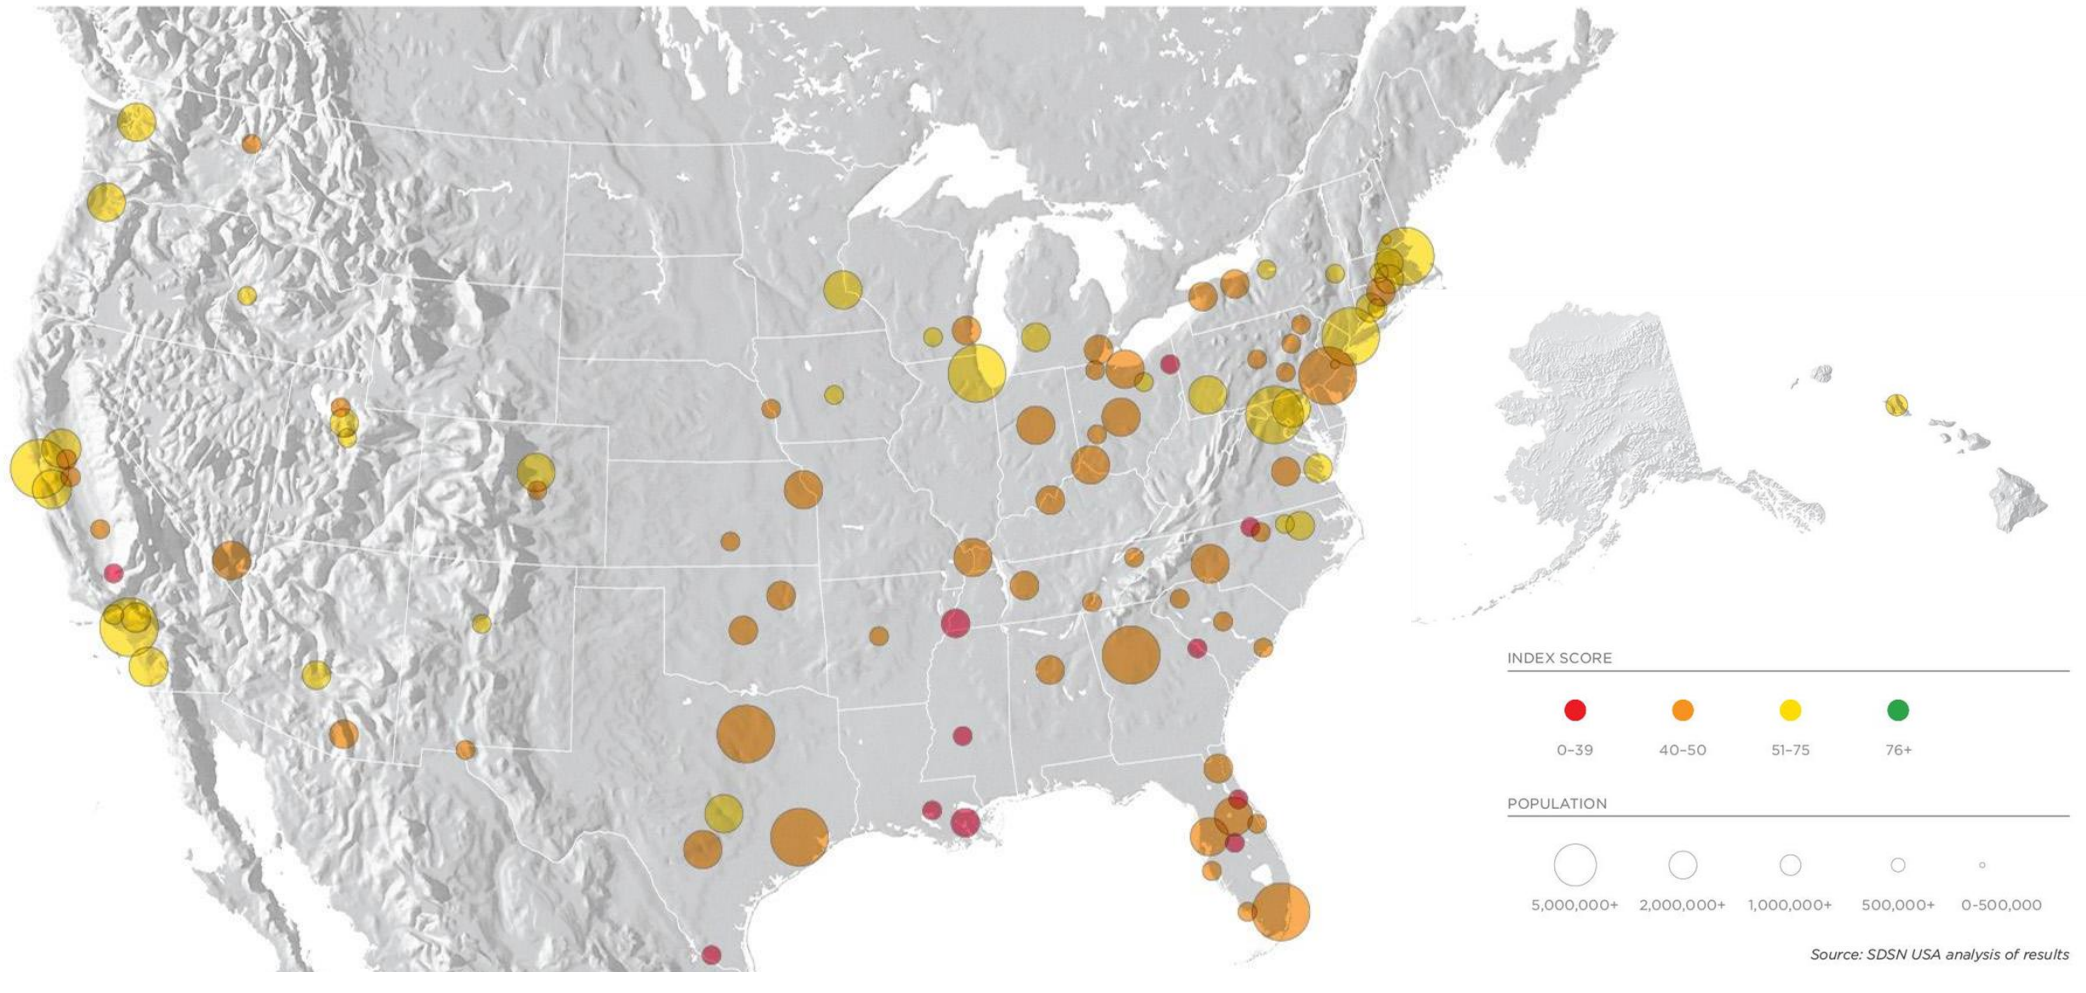 INDEX SCORE
0–39 40–50 51–75 76+
POPULATION
5,000,000+ 2,000,000+ 1,000,000+ 500,000+ 0-500,000
Source: SDSN USA analysis of results